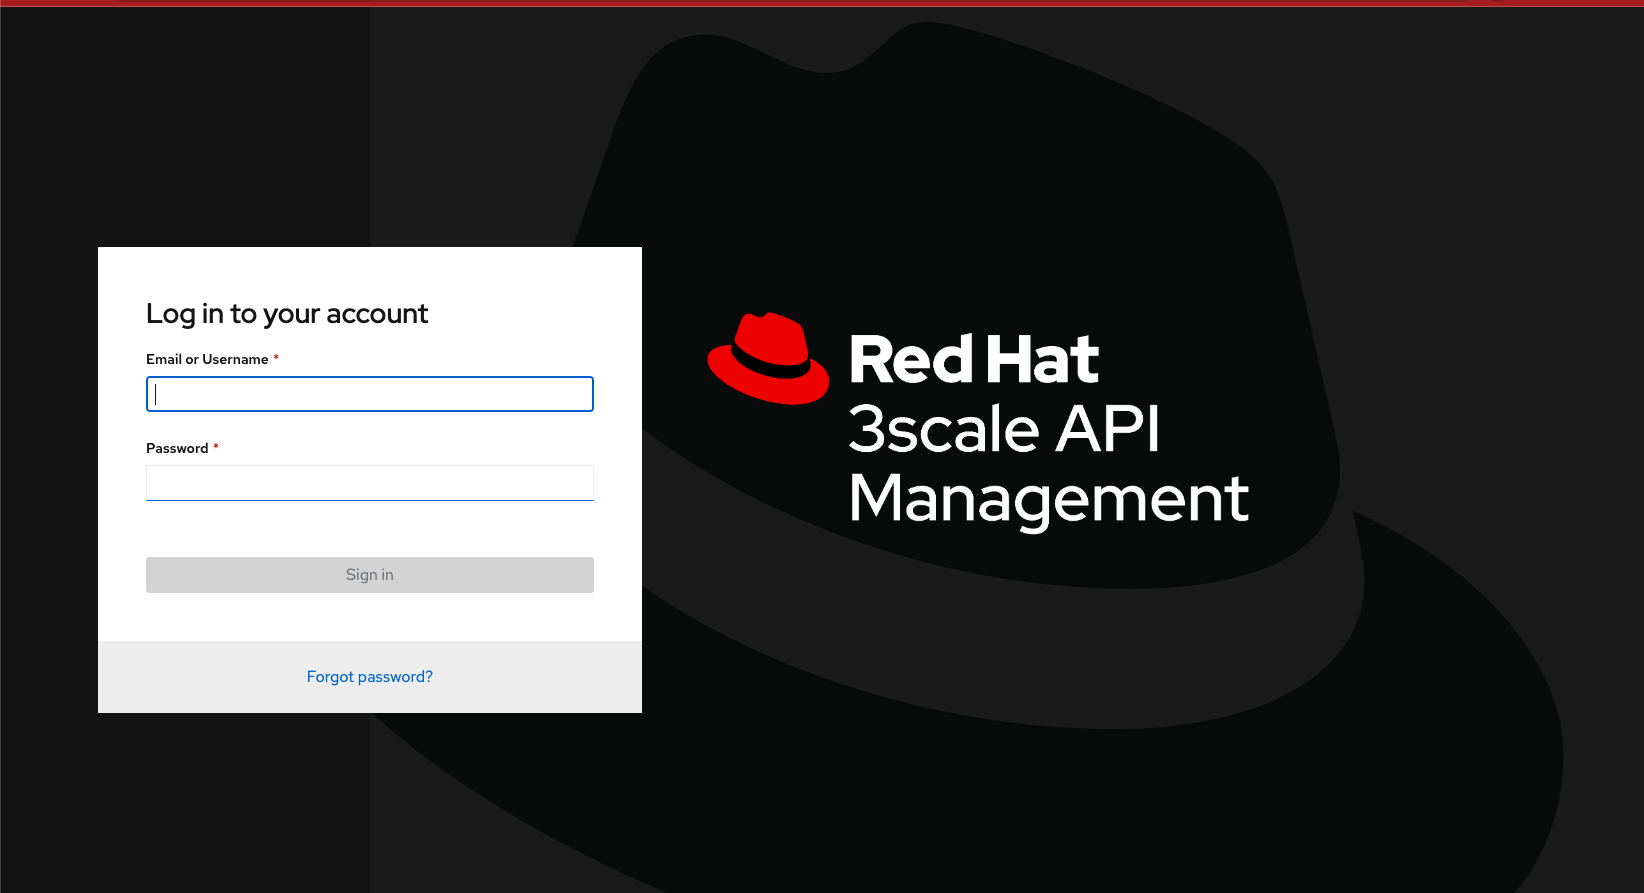 Log in to your account
Email or Username *
Password *
Sign in
Forgot password?
Red Hat
3scale API
Management